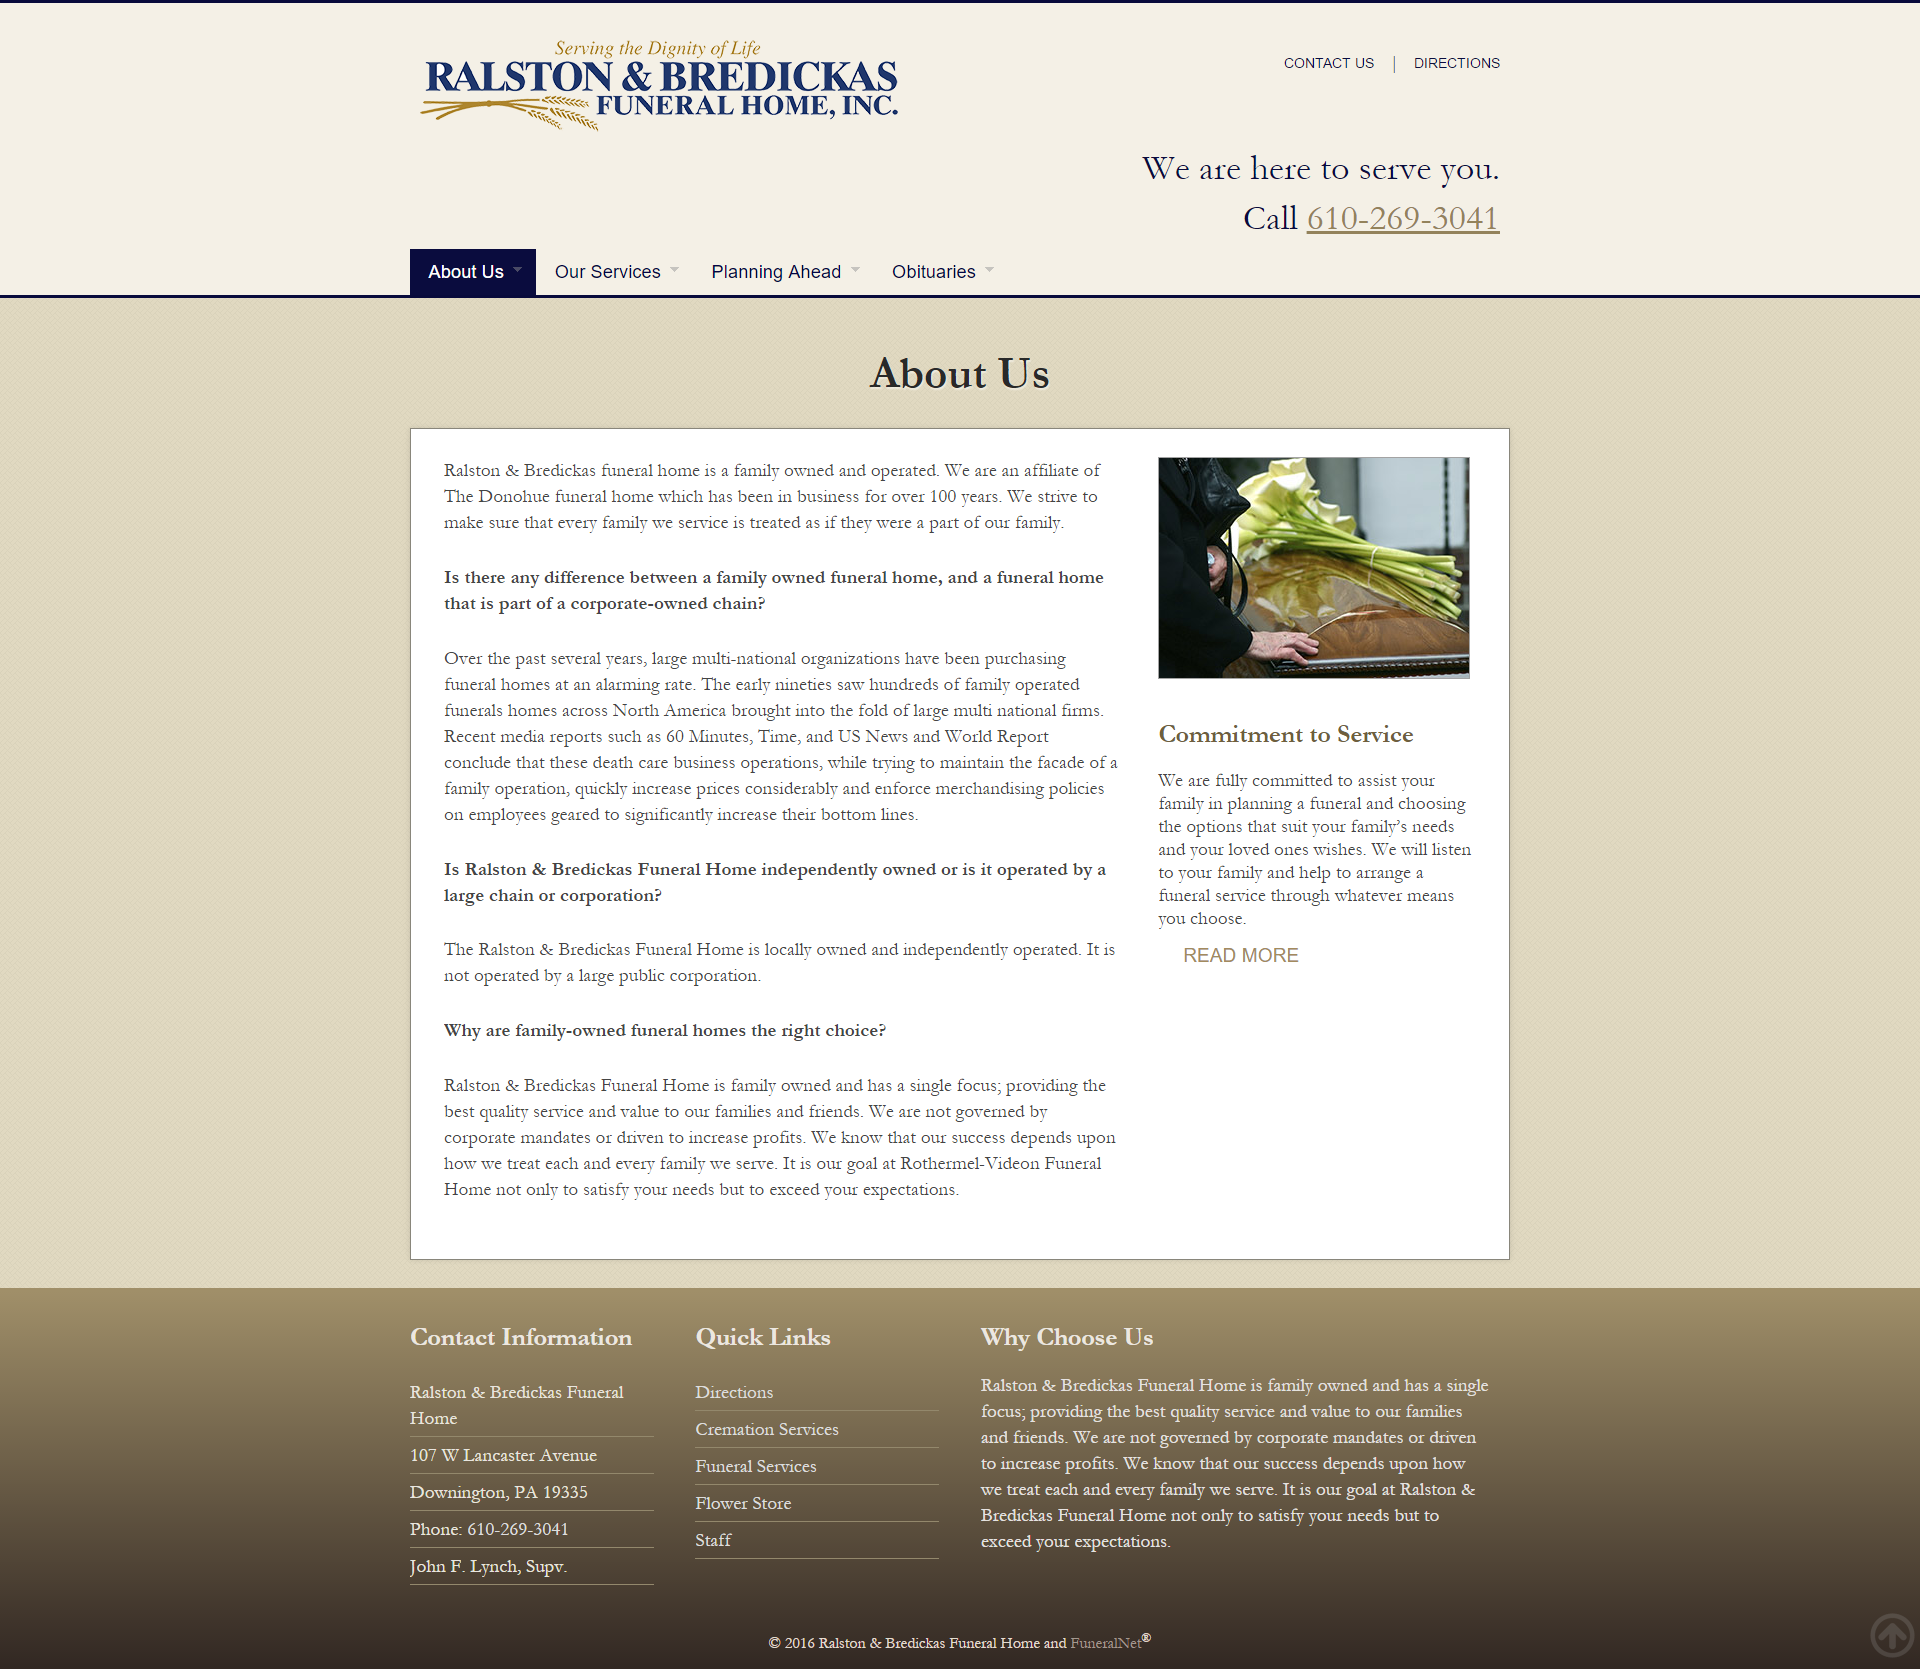 Serving the Dignity of Life
RALSTON & BREDICKAS
FUNERAL HOME, INC.
CONTACT US
DIRECTIONS
We are here to serve you.
Call 610-269-3041
About Us
Our Services
Planning Ahead
Obituaries
About Us
Ralston & Bredickas funeral home is a family owned and operated. We are an affiliate of
The Donohue funeral home which has been in business for over 100 years. We strive to
make sure that every family we service is treated as if they were a part of our family.
Is there any difference between a family owned funeral home, and a funeral home
that is part of a corporate-owned chain?
Over the past several years, large multi-national organizations have been purchasing
funeral homes at an alarming rate. The early nineties saw hundreds of family operated
funerals homes across North America brought into the fold of large multi national firms.
Recent media reports such as 60 Minutes, Time, and US News and World Report
conclude that these death care business operations, while trying to maintain the facade of a
family operation, quickly increase prices considerably and enforce merchandising policies
on employees geared to significantly increase their bottom lines.
Is Ralston & Bredickas Funeral Home independently owned or is it operated by a
large chain or corporation?
The Ralston & Bredickas Funeral Home is locally owned and independently operated. It is
not operated by a large public corporation.
Why are family-owned funeral homes the right choice?
Ralston & Bredickas Funeral Home is family owned and has a single focus; providing the
best quality service and value to our families and friends. We are not governed by
corporate mandates or driven to increase profits. We know that our success depends upon
how we treat each and every family we serve. It is our goal at Rothermel-Videon Funeral
Home not only to satisfy your needs but to exceed your expectations.
Commitment to Service
We are fully committed to assist your
family in planning a funeral and choosing
the options that suit your family’s needs
and your loved ones wishes. We will listen
to your family and help to arrange a
funeral service through whatever means
you choose.
READ MORE
Contact Information
Ralston & Bredickas Funeral
Home
107 W Lancaster Avenue
Downington, PA 19335
Phone: 610-269-3041
John F. Lynch, Supv.
Quick Links
Directions
Cremation Services
Funeral Services
Flower Store
Staff
Why Choose Us
Ralston & Bredickas Funeral Home is family owned and has a single
focus; providing the best quality service and value to our families
and friends. We are not governed by corporate mandates or driven
to increase profits. We know that our success depends upon how
we treat each and every family we serve. It is our goal at Ralston &
Bredickas Funeral Home not only to satisfy your needs but to
exceed your expectations.
© 2016 Ralston & Bredickas Funeral Home and FuneralNet®